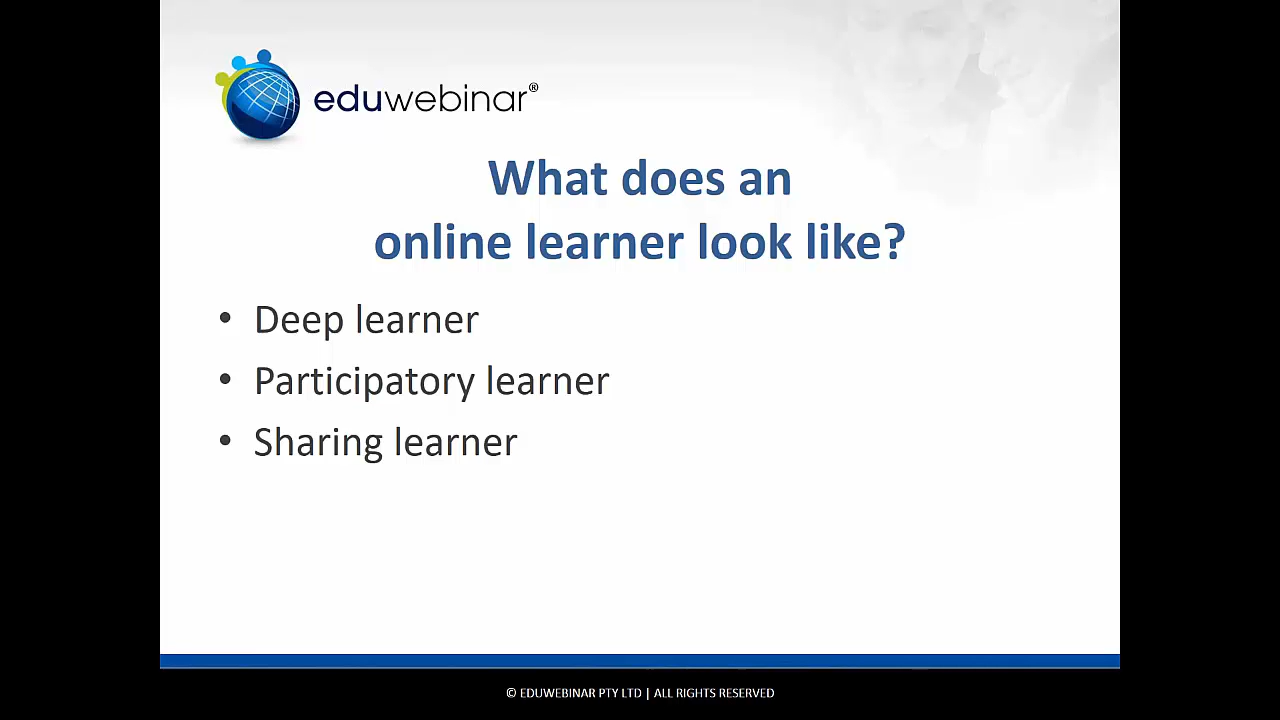 eduwebinar®
What does an
online learner look like?
• Deep learner
• Participatory learner
• Sharing learner
© EDUWEBINAR PTY LTD | ALL RIGHTS RESERVED